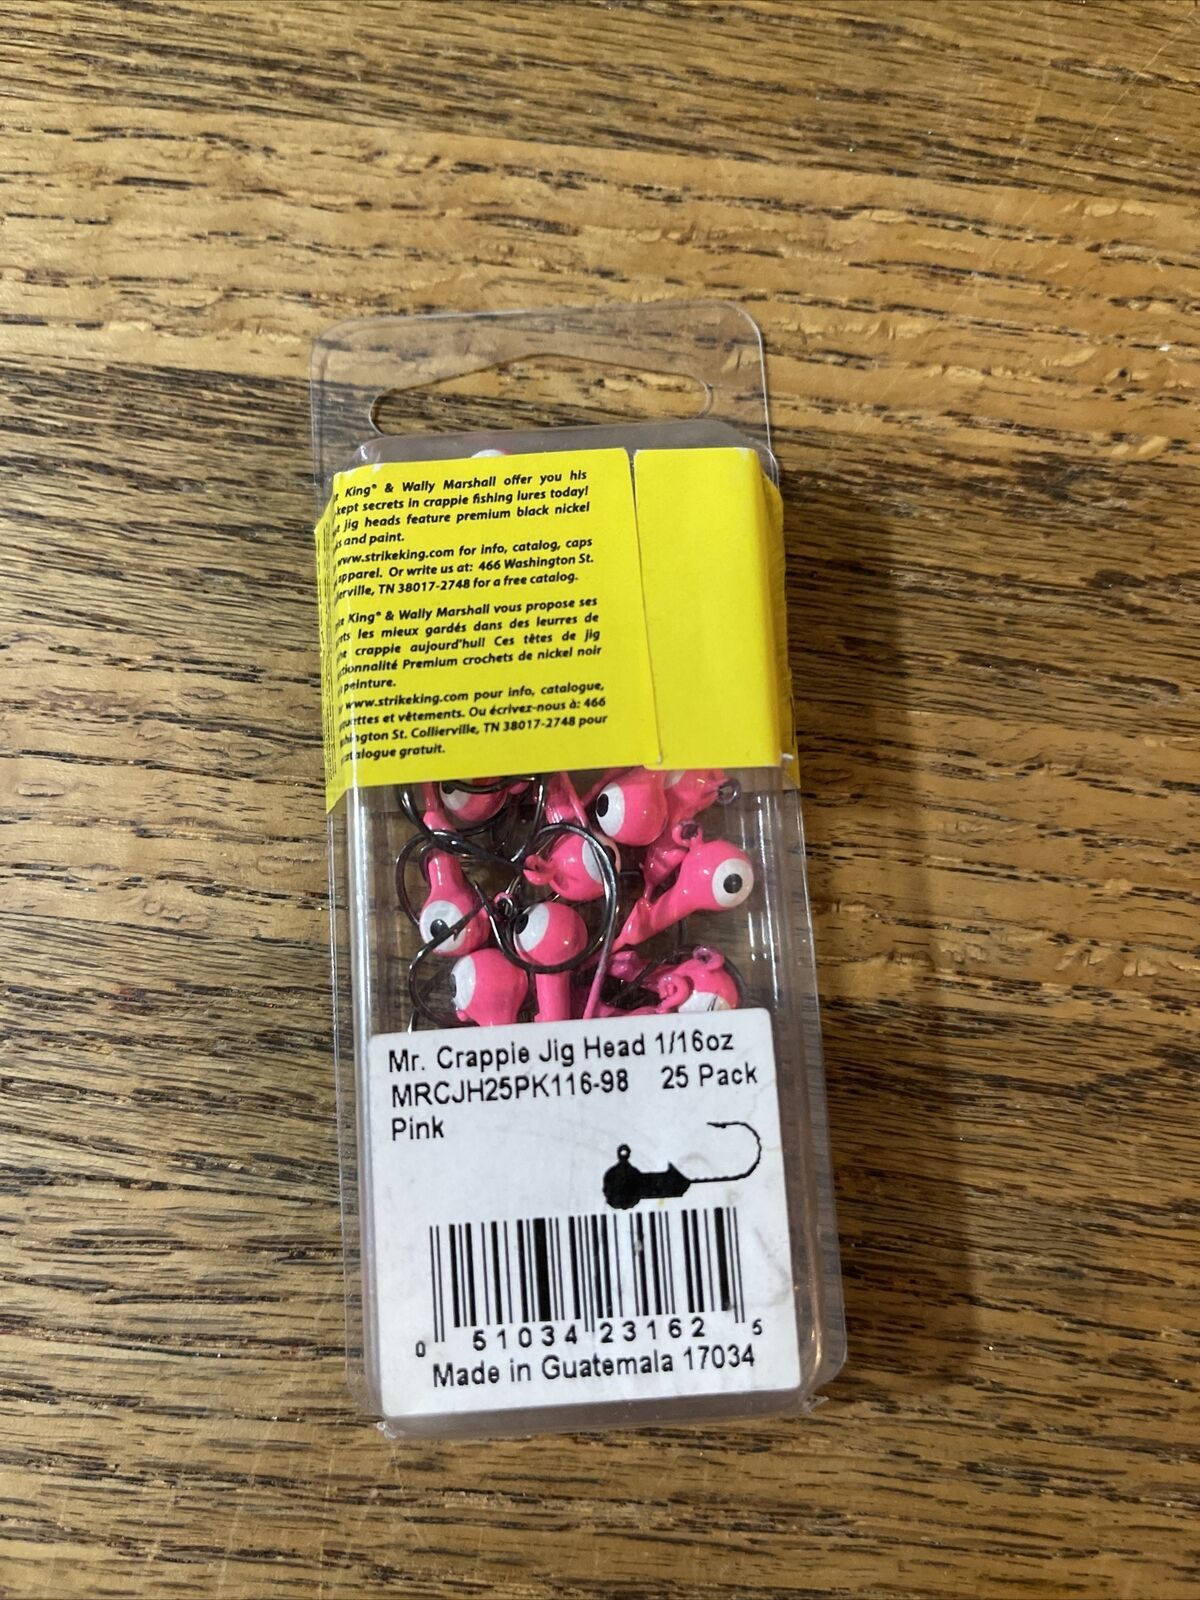 King® & Wally Marshall offer you his
kept secrets in crappie fishing lures today!
jig heads feature premium black nickel
and paint.
www.strikeking.com for info, catalog, caps
apparel. Or write us at: 466 Washington St.
ierville, TN 38017-2748 for a free catalog.
King® & Wally Marshall vous propose ses
les mieux gardés dans des leurres de
crappie aujourd'hui! Ces têtes de jig
tionnalité Premium crochets de nickel noir
peinture.
www.strikeking.com pour info, catalogue,
et vêtements. Ou écrivez-nous à: 466
hington St. Collierville, TN 38017-2748 pour
atalogue gratuit.
Mr. Crappie Jig Head 1/16oz
MRCJH25PK116-98 25 Pack
Pink
0 51034 23162 5
Made in Guatemala 17034